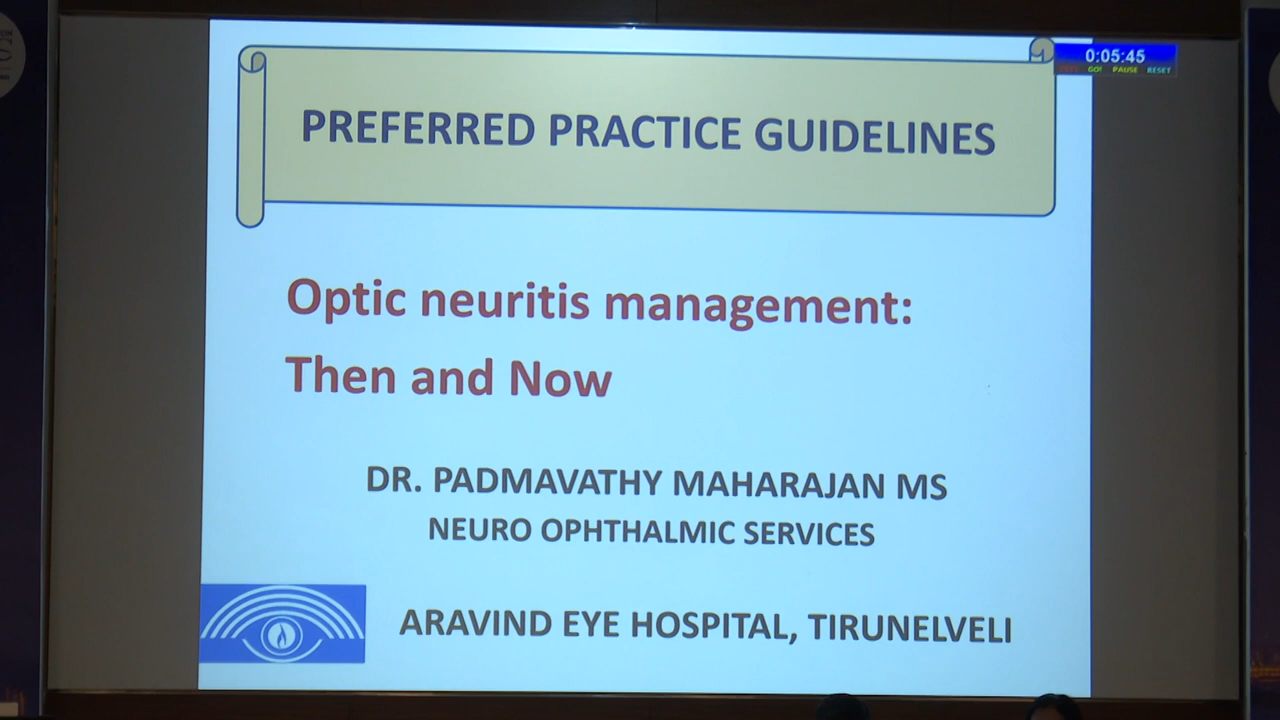 0:05:45
GO! PAUSE RESET
PREFERRED PRACTICE GUIDELINES
Optic neuritis management:
Then and Now
DR. PADMAVATHY MAHARAJAN MS
NEURO OPHTHALMIC SERVICES
ARAVIND EYE HOSPITAL, TIRUNELVELI